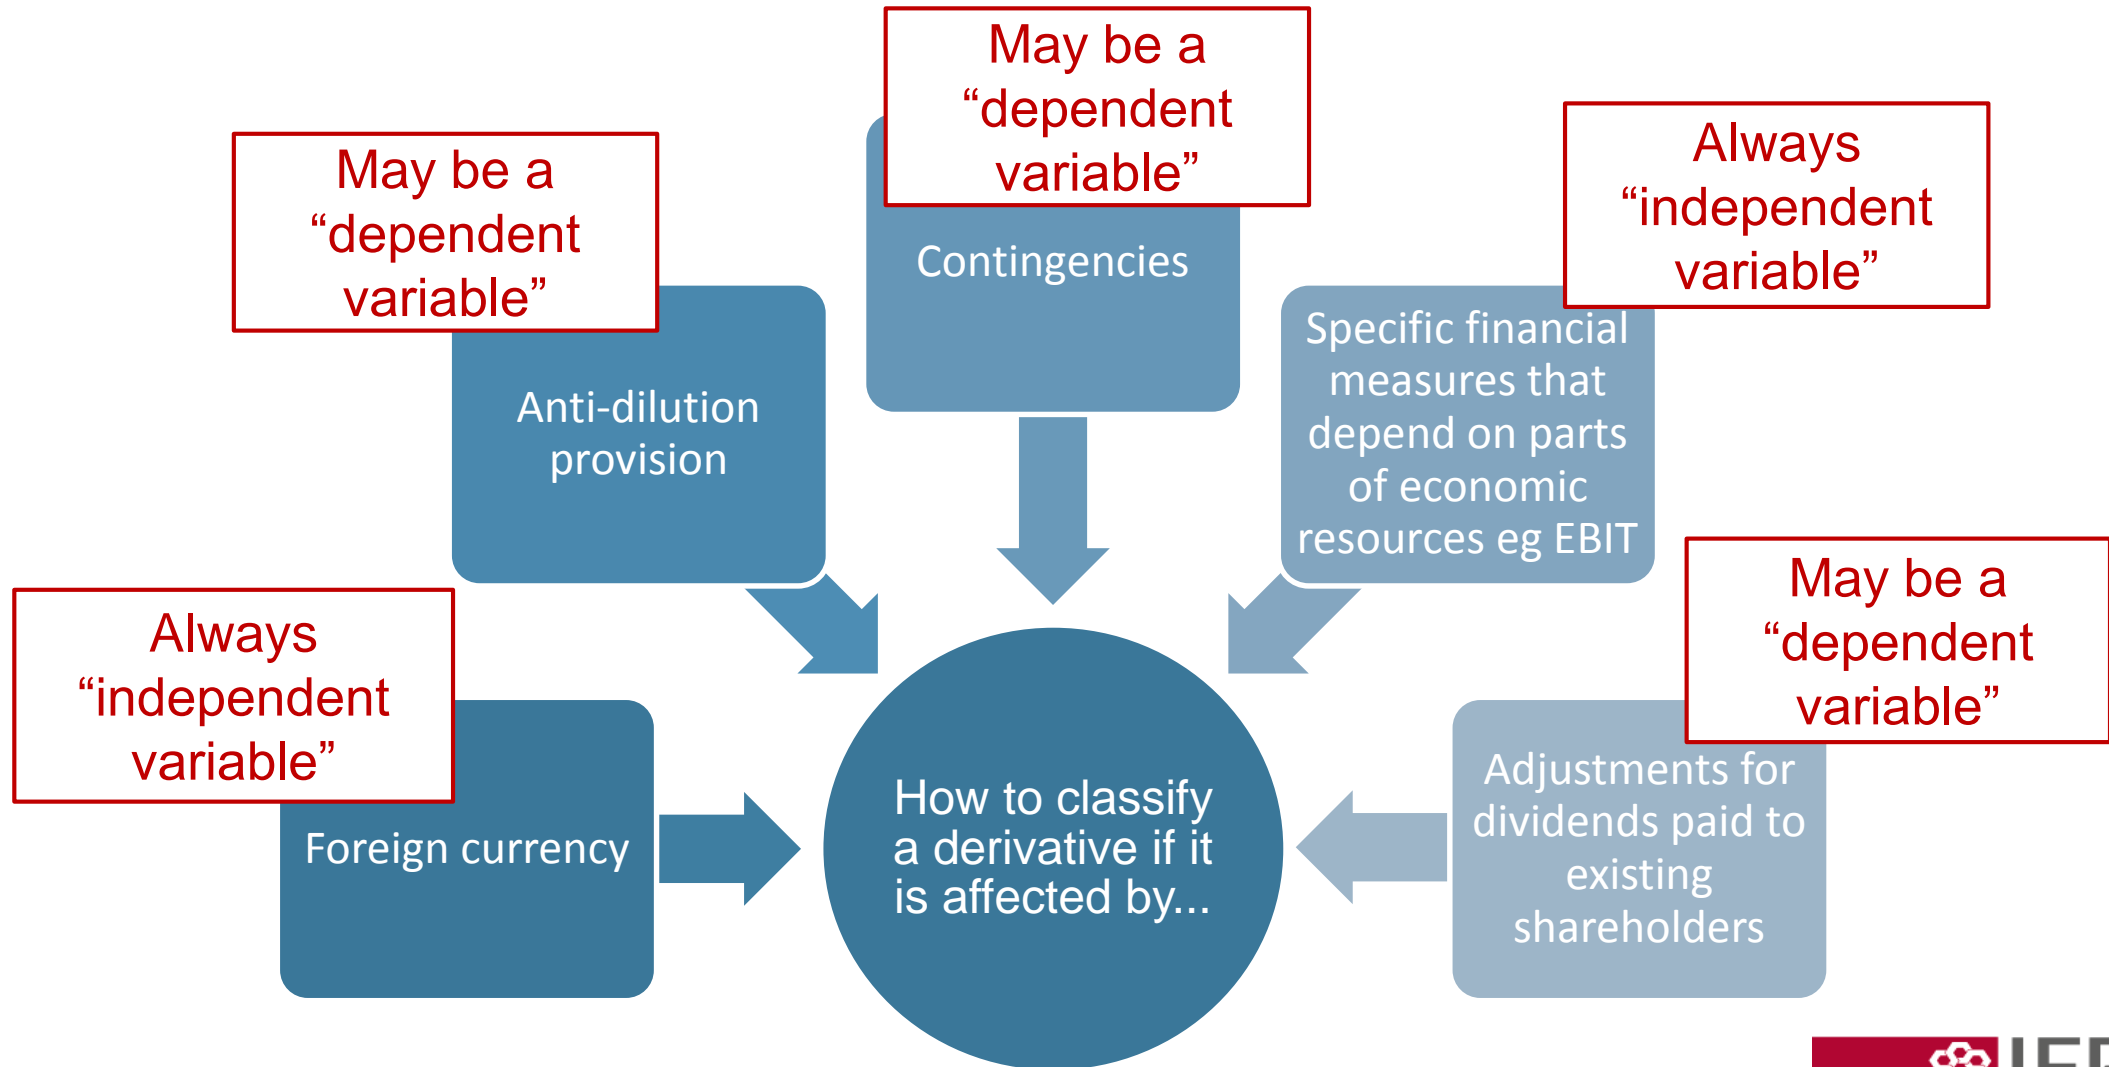 May be a
“dependent
variable”
Contingencies
May be a
“dependent
variable”
Anti-dilution
provision
Always
“independent
variable”
Specific financial
measures that
depend on parts
of economic
resources eg EBIT
Always
“independent
variable”
Foreign currency
May be a
“dependent
variable”
Adjustments for
dividends paid to
existing
shareholders
How to classify
a derivative if it
is affected by...